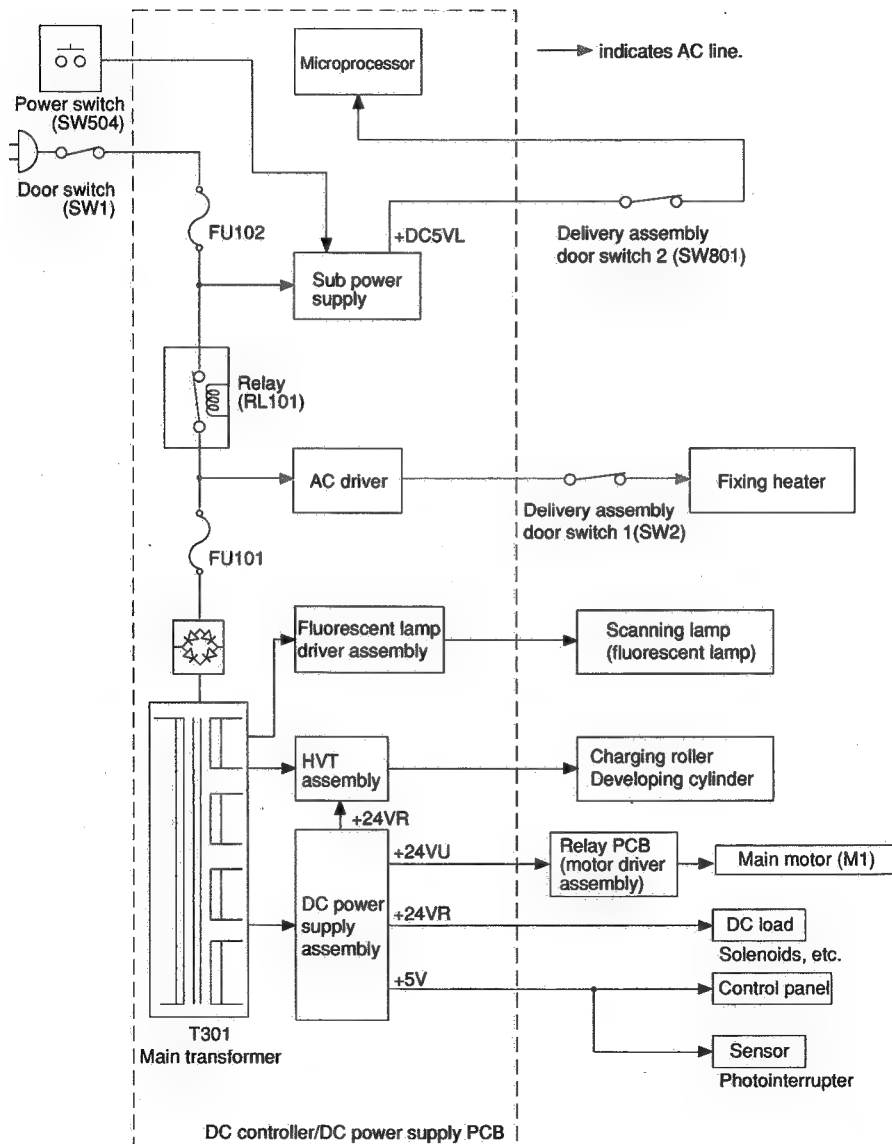 Microprocessor
indicates AC line.
Power switch
(SW504)
Door switch
(SW1)
FU102
+DC5VL
Delivery assembly
door switch 2 (SW801)
Sub power
supply
Relay
(RL101)
AC driver
Fixing heater
Delivery assembly
door switch 1(SW2)
FU101
Fluorescent lamp
driver assembly
Scanning lamp
(fluorescent lamp)
HVT
assembly
Charging roller
Developing cylinder
+24VR
+24VU
Relay PCB
(motor driver
assembly)
Main motor (M1)
DC power
supply
assembly
+24VR
DC load
Solenoids, etc.
+5V
Control panel
T301
Main transformer
Sensor
Photointerrupter
DC controller/DC power supply PCB